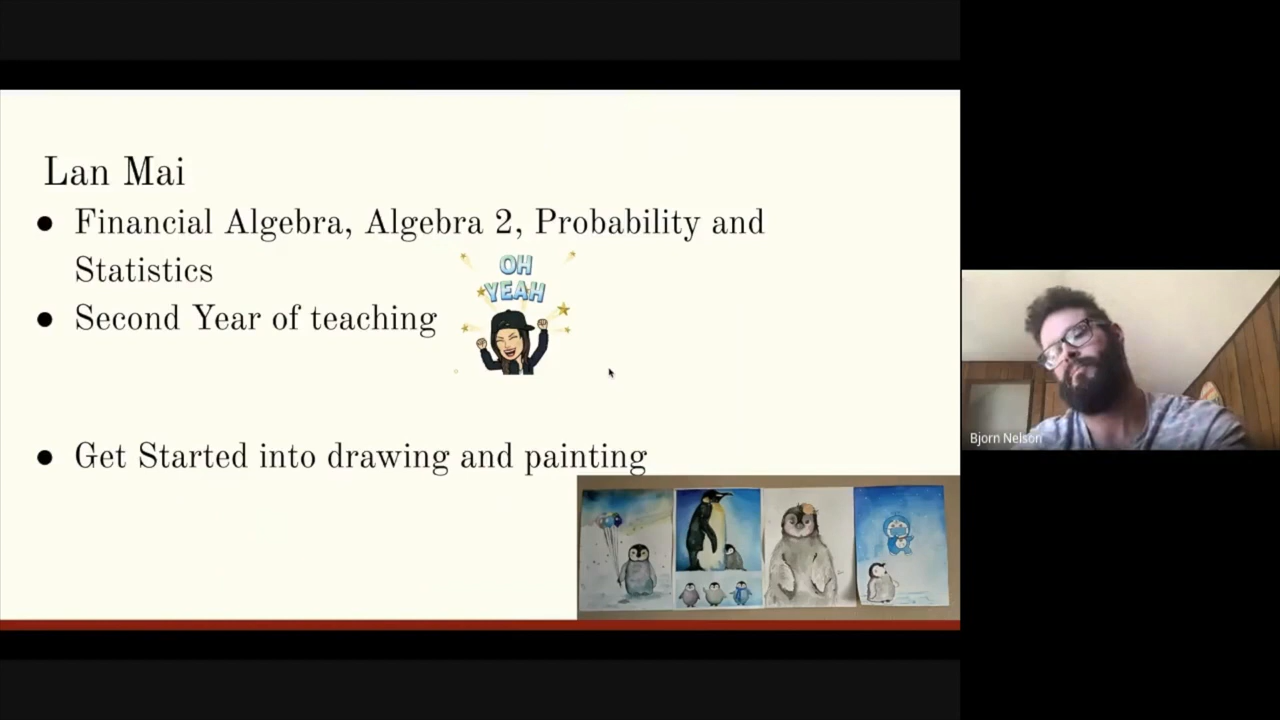 Lan Mai
● Financial Algebra, Algebra 2, Probability and
Statistics
OH
YEAH
● Second Year of teaching
● Get Started into drawing and painting
Bjorn Nelson